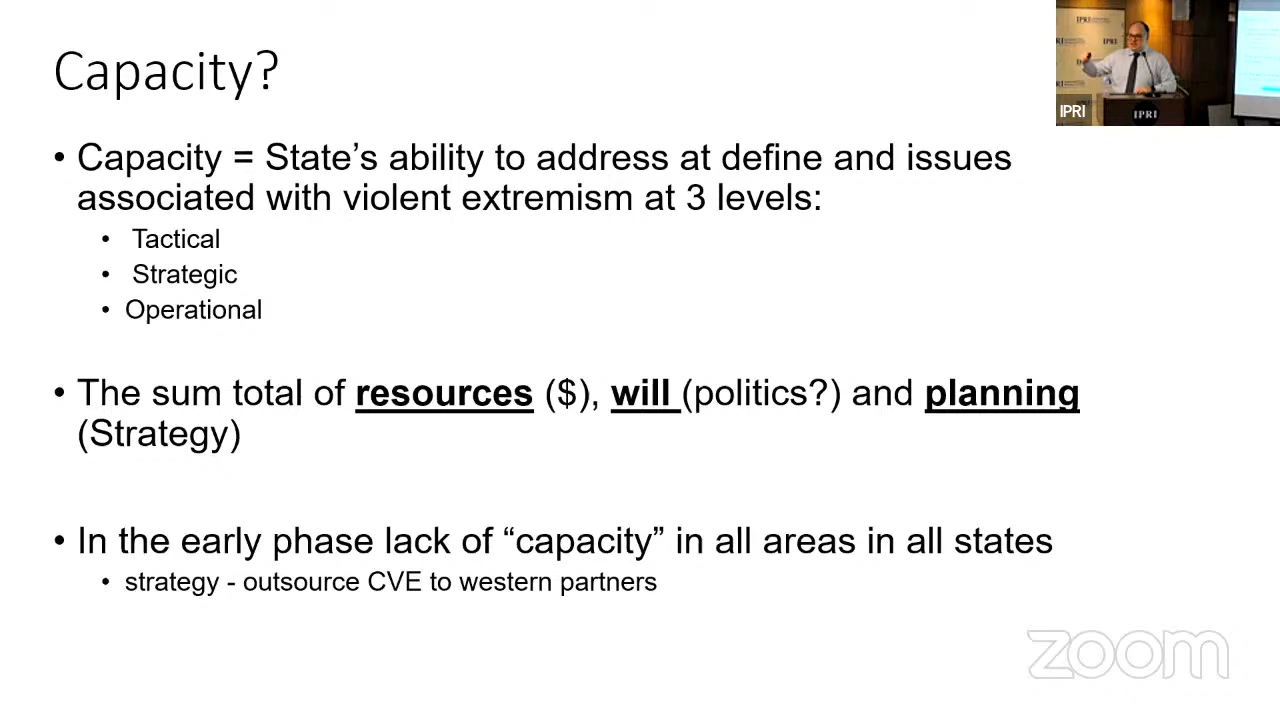 Capacity?
• Capacity = State’s ability to address at define and issues
associated with violent extremism at 3 levels:
• Tactical
• Strategic
• Operational
• The sum total of resources ($), will (politics?) and planning
(Strategy)
• In the early phase lack of “capacity” in all areas in all states
• strategy - outsource CVE to western partners
IPRI
IPRI
IPRI
IPRI
zoom